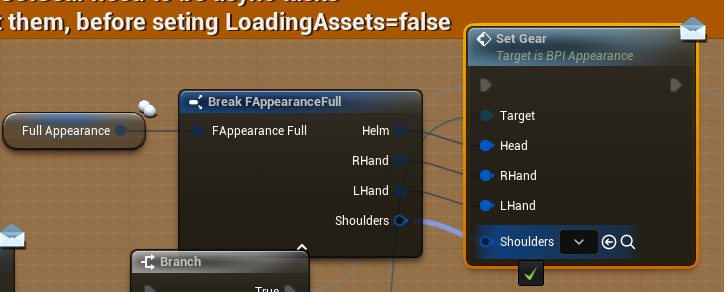 t them, before seting LoadingAssets=false
Set Gear
Target is BPI Appearance
Break FAppearanceFull
Full Appearance
FAppearance Full
Helm
RHand
LHand
Shoulders
Target
Head
RHand
LHand
Shoulders
Branch
True